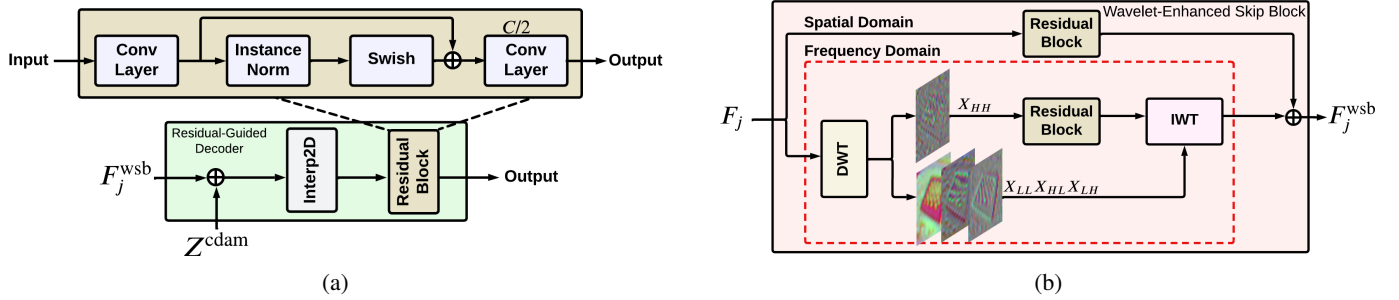 C/2
Input
Conv
Layer
Instance
Norm
Swish
Conv
Layer
Output
Residual-Guided
Decoder
F_j^wsb
Interp2D
Residual
Block
Output
Z^cdam
(a)
Wavelet-Enhanced Skip Block
Spatial Domain
Residual
Block
Frequency Domain
F_j
DWT
X_HH
Residual
Block
IWT
F_j^wsb
X_LL X_HL X_LH
(b)